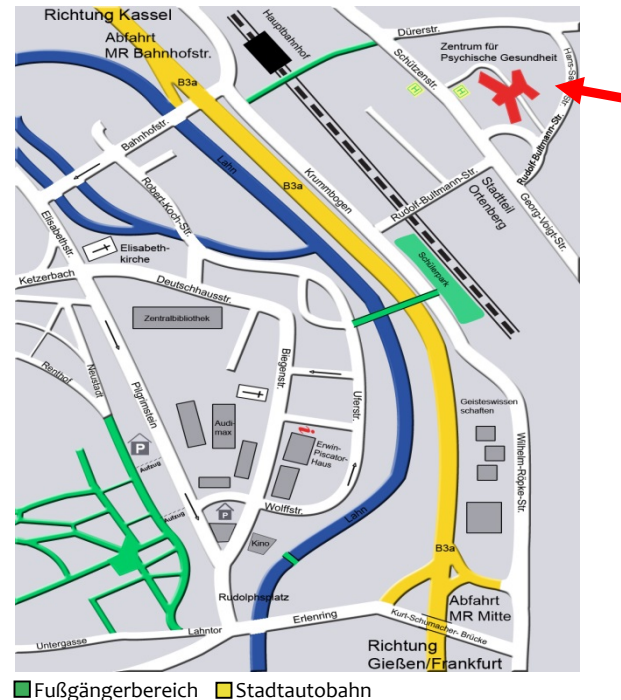 Richtung Kassel
Abfahrt
MR Bahnhofstr.
Hauptbahnhof
Dürerstr.
Schützenstr.
Zentrum für
Psychische Gesundheit
H
H
B3a
Bahnhofstr.
Lahn
B3a
Krummbogen
Rudolf-Bultmann-Str.
Rudolf-Bultmann-Str.
Stadtteil
Ortenberg
Georg-Voigt-Str.
Robert-Koch-Str.
Elisabethstr.
Elisabeth-
kirche
Ketzerbach
Deutschhausstr.
Schülerpark
Zentralbibliothek
Renthof
Neustadt
Pilgrimstein
Biegenstr.
Uferstr.
Audi-
max
Erwin-
Piscator-
Haus
Geisteswissen
schaften
Wilhelm-Röpke-Str.
P
Aufzug
Aufzug
P
Wolffstr.
Kino
Lahn
B3a
Rudolphsplatz
Abfahrt
MR Mitte
Erlenring
Kurt-Schumacher- Brücke
Lahntor
Untergasse
Richtung
Gießen/Frankfurt
Fußgängerbereich Stadtautobahn